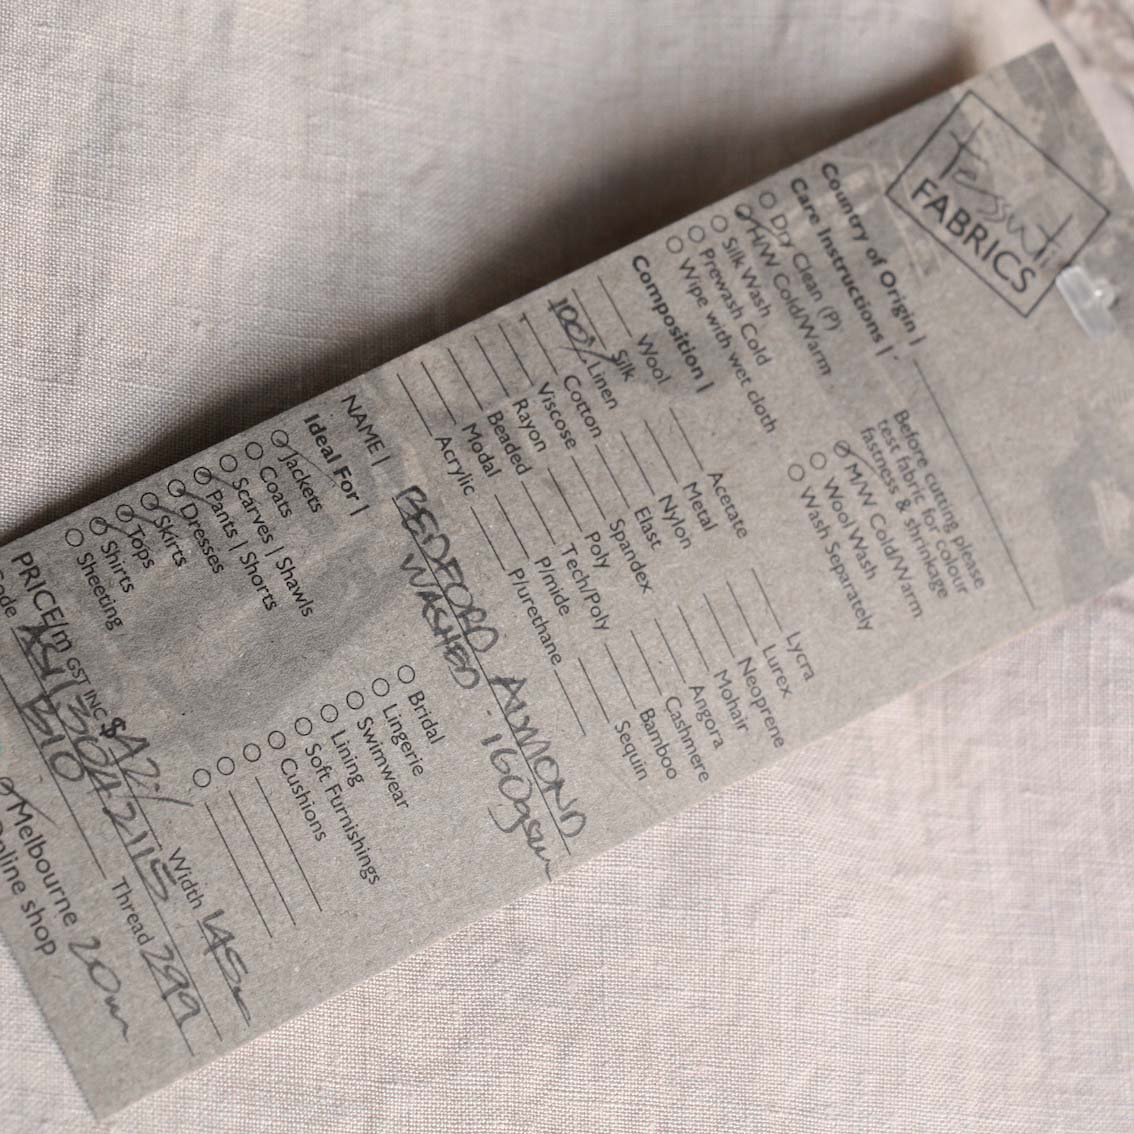 tessuti
FABRICS
Country of Origin |
Care Instructions |
Dry Clean (P)
H/W Cold/Warm
Silk Wash
Prewash Cold
Wipe with wet cloth
Before cutting please
test fabric for colour
fastness & shrinkage
M/W Cold/Warm
Wool Wash
Wash Separately
Composition |
Wool
Silk
100% Linen
Cotton
Viscose
Rayon
Beaded
Modal
Acrylic
Acetate
Metal
Nylon
Elast
Spandex
Poly
Tech/Poly
P/mide
P/urethane
Lycra
Lurex
Neoprene
Mohair
Angora
Cashmere
Bamboo
Sequin
NAME | BEDFORD ALMOND
WASHED . 160gsm
Ideal For |
Jackets
Coats
Scarves | Shawls
Pants | Shorts
Dresses
Skirts
Tops
Shirts
Sheeting
Bridal
Lingerie
Swimwear
Lining
Soft Furnishings
Cushions
PRICE/m GST INC $42./ Width 145
Thread 299
Melbourne 20m
Online shop